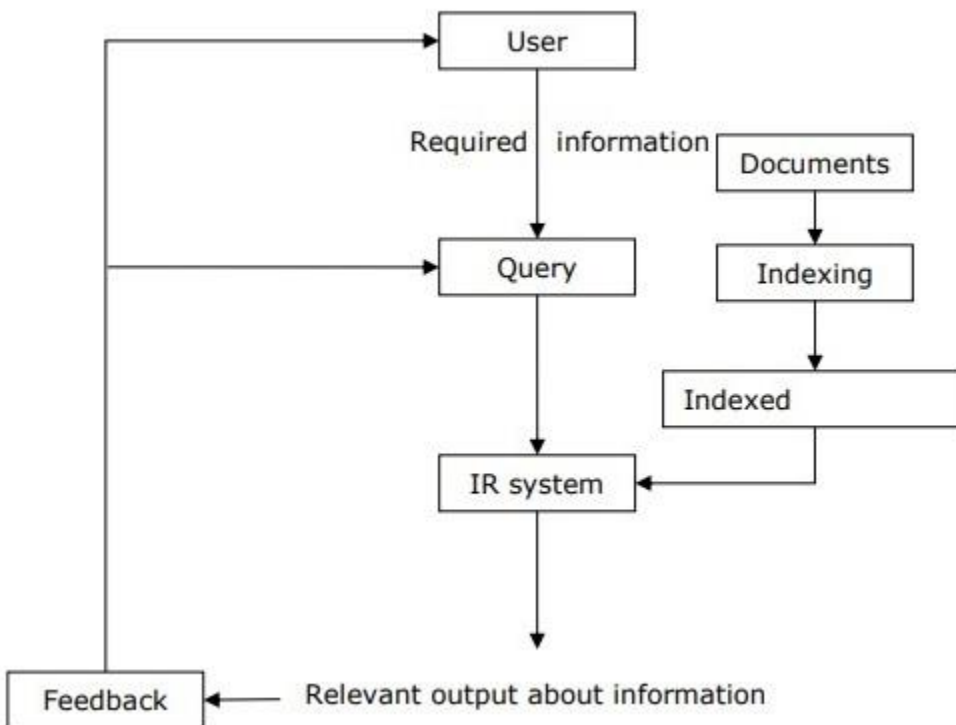 User
Required information
Documents
Query
Indexing
Indexed
IR system
Feedback
Relevant output about information